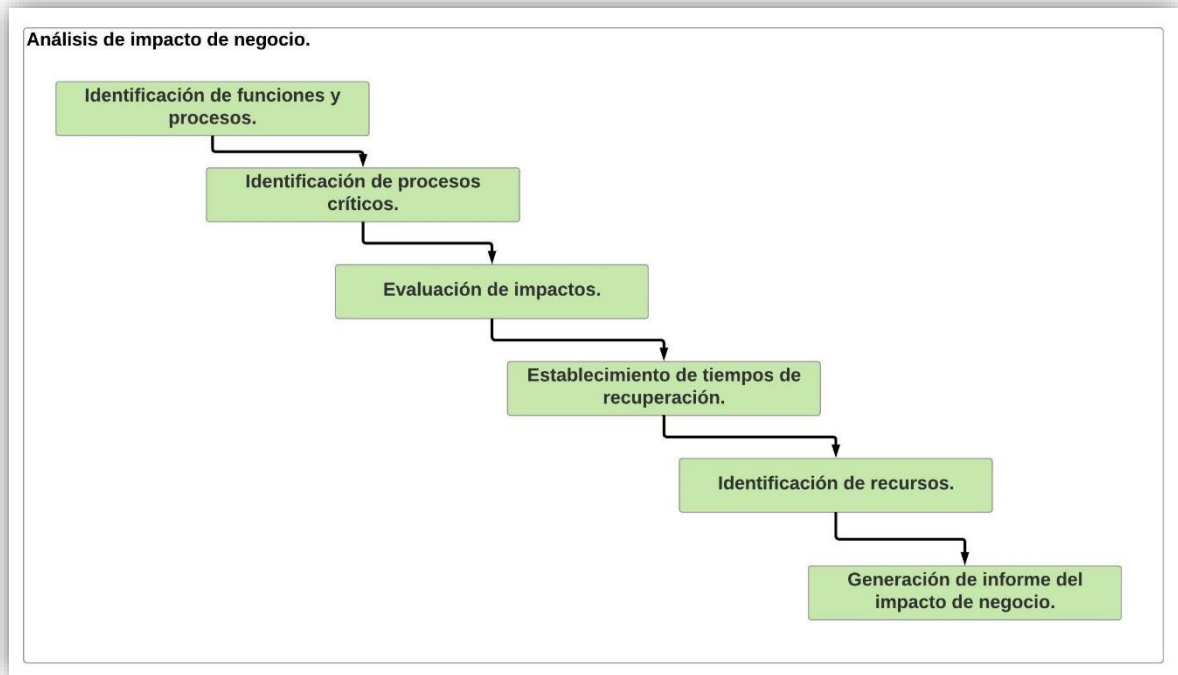 Análisis de impacto de negocio.
Identificación de funciones y
procesos.
Identificación de procesos
críticos.
Evaluación de impactos.
Establecimiento de tiempos de
recuperación.
Identificación de recursos.
Generación de informe del
impacto de negocio.